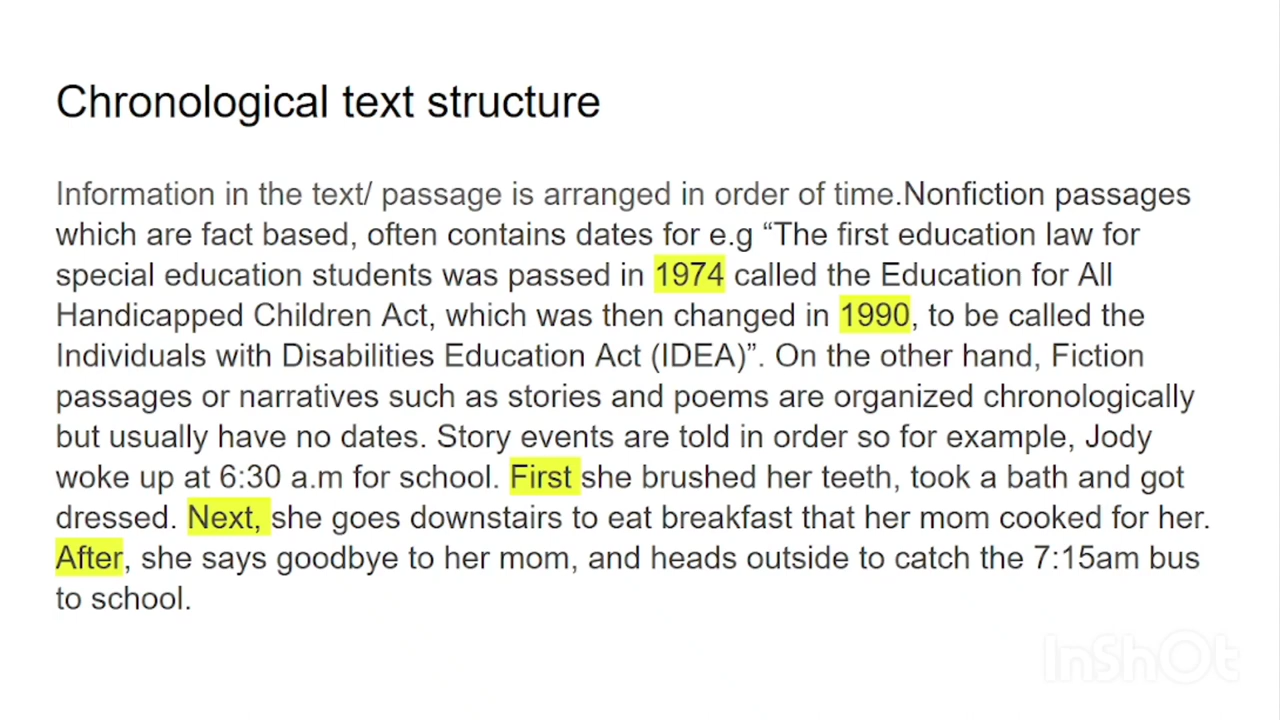 Chronological text structure
Information in the text/ passage is arranged in order of time.Nonfiction passages
which are fact based, often contains dates for e.g “The first education law for
special education students was passed in 1974 called the Education for All
Handicapped Children Act, which was then changed in 1990, to be called the
Individuals with Disabilities Education Act (IDEA)”. On the other hand, Fiction
passages or narratives such as stories and poems are organized chronologically
but usually have no dates. Story events are told in order so for example, Jody
woke up at 6:30 a.m for school. First she brushed her teeth, took a bath and got
dressed. Next, she goes downstairs to eat breakfast that her mom cooked for her.
After, she says goodbye to her mom, and heads outside to catch the 7:15am bus
to school.
InShOt